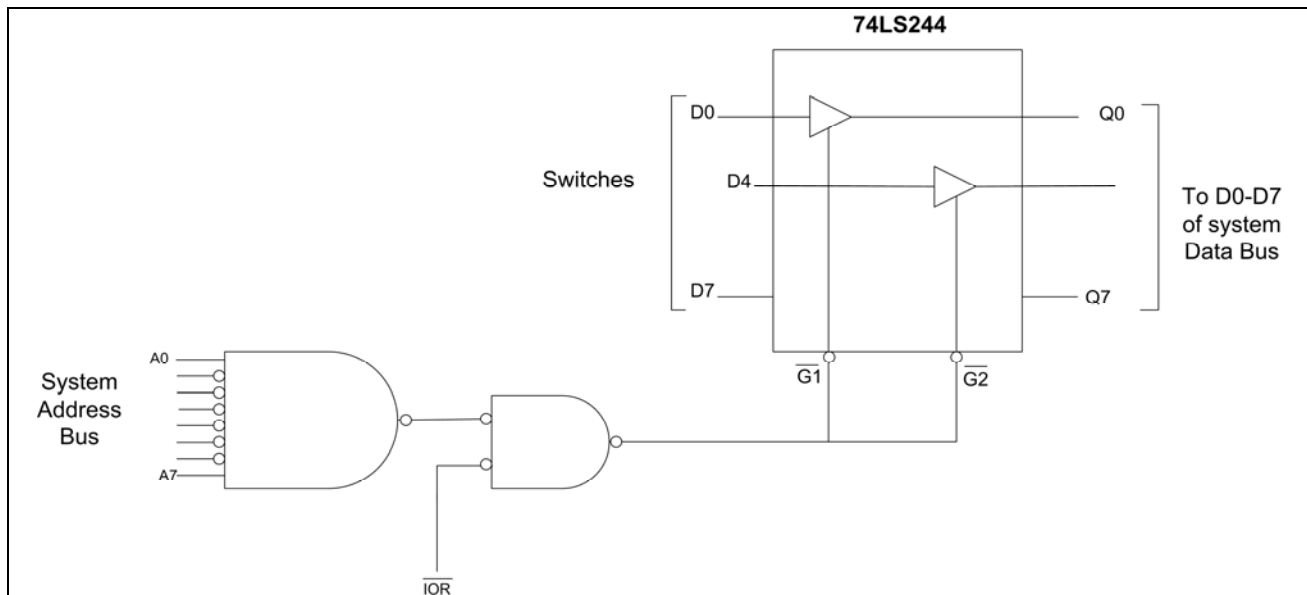 74LS244
D0
Q0
Switches
D4
To D0-D7
of system
Data Bus
D7
Q7
G1
G2
A0
System
Address
Bus
A7
IOR